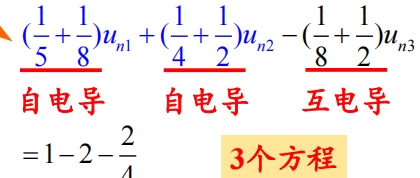 (1/5 + 1/8)u_{n1} + (1/4 + 1/2)u_{n2} − (1/8 + 1/2)u_{n3}
自电导 自电导 互电导
= 1 − 2 − 2/4
3个方程